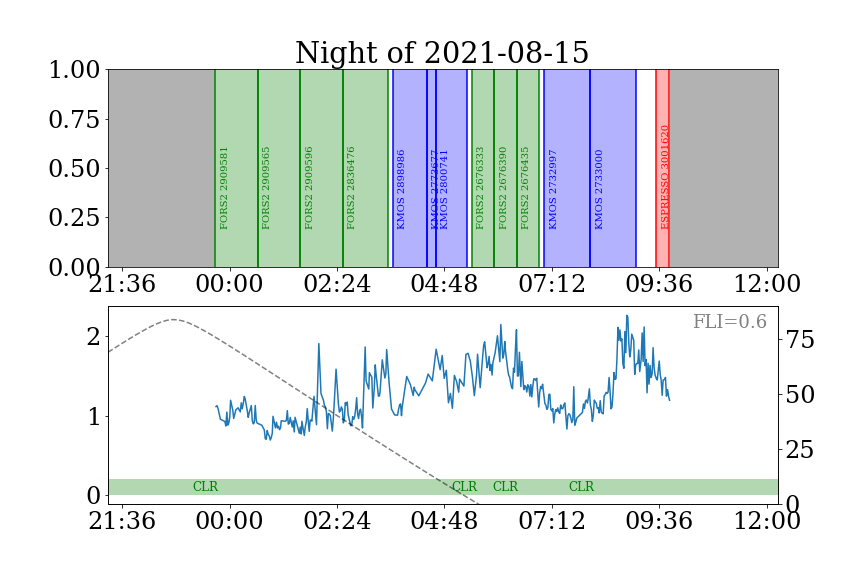 Night of 2021-08-15
1.00
0.75
0.50
0.25
0.00
FORS2 2909581
FORS2 2909565
FORS2 2909596
FORS2 2836476
KMOS 2898986
KMOS 2773677
KMOS 2800741
FORS2 2676333
FORS2 2676390
FORS2 2676435
KMOS 2732997
KMOS 2733000
ESPRESSO 3001620
21:36 00:00 02:24 04:48 07:12 09:36 12:00
FLI=0.6
2
1
0
75
50
25
0
CLR CLR CLR CLR
21:36 00:00 02:24 04:48 07:12 09:36 12:00